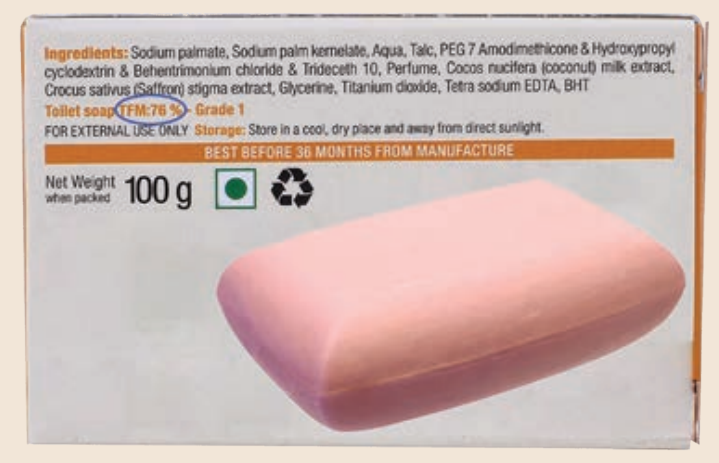 Ingredients: Sodium palmate, Sodium palm kernelate, Aqua, Talc, PEG 7 Amodimethicone & Hydroxypropyl
cyclodextrin & Behentrimonium chloride & Trideceth 10, Perfume, Cocos nucifera (coconut) milk extract,
Crocus sativus (Saffron) stigma extract, Glycerine, Titanium dioxide, Tetra sodium EDTA, BHT
Toilet soap TFM:76 % - Grade 1
FOR EXTERNAL USE ONLY Storage: Store in a cool, dry place and away from direct sunlight.
BEST BEFORE 36 MONTHS FROM MANUFACTURE
Net Weight 100 g
when packed